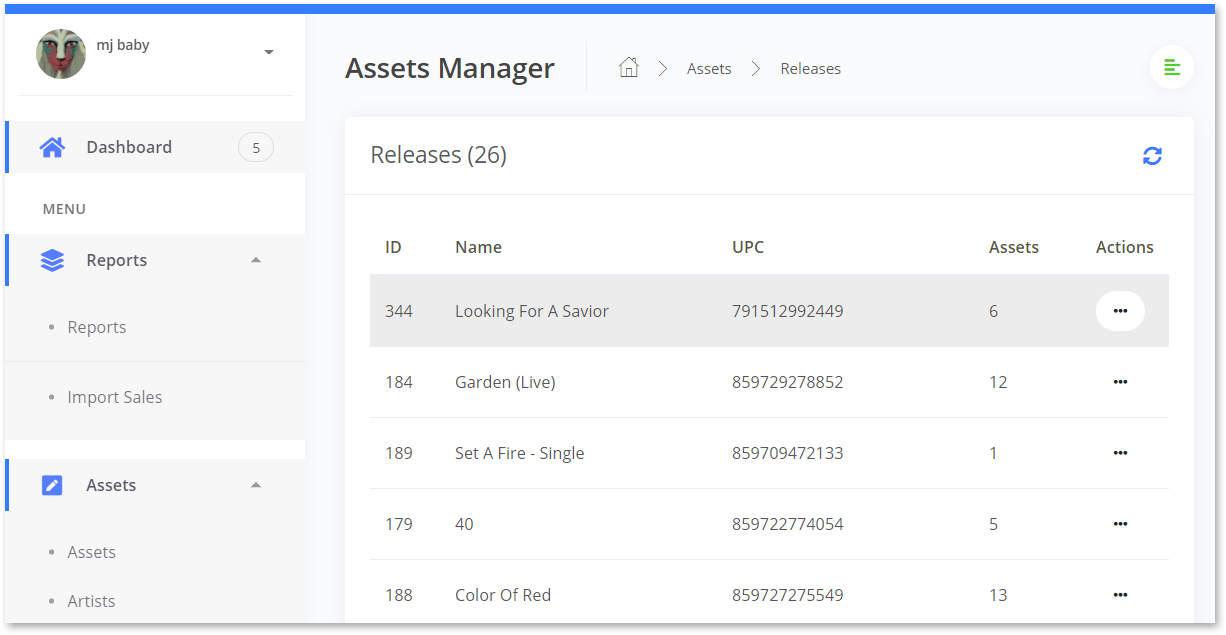 mj baby
Dashboard 5
MENU
Reports
Reports
Import Sales
Assets
Assets
Artists
Assets Manager
Assets Releases
Releases (26)
ID Name UPC Assets Actions
344 Looking For A Savior 791512992449 6
184 Garden (Live) 859729278852 12
189 Set A Fire - Single 859709472133 1
179 40 859722774054 5
188 Color Of Red 859727275549 13